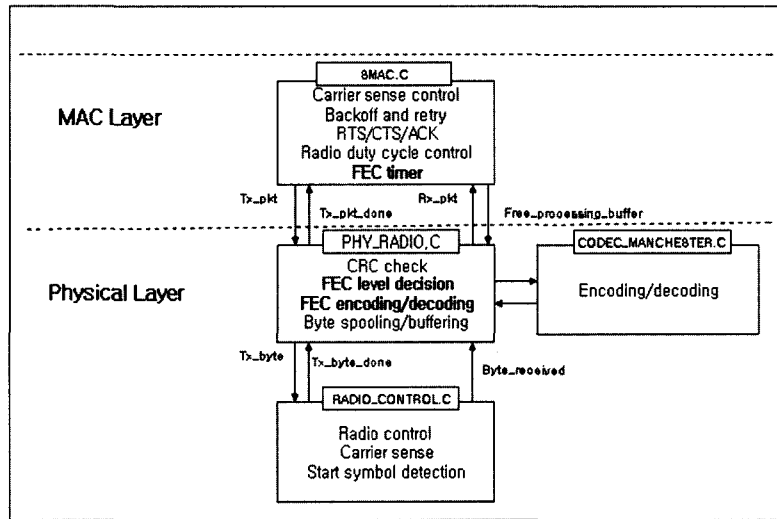 SMAC.C
Carrier sense control
Backoff and retry
RTS/CTS/ACK
Radio duty cycle control
FEC timer
MAC Layer
Tx_pkt
Tx_pkt_done
Rx_pkt
Free_processing_buffer
PHY_RADIO.C
CRC check
FEC level decision
FEC encoding/decoding
Byte spooling/buffering
CODEC_MANCHESTER.C
Encoding/decoding
Physical Layer
Tx_byte
Tx_byte_done
Byte_received
RADIO_CONTROL.C
Radio control
Carrier sense
Start symbol detection